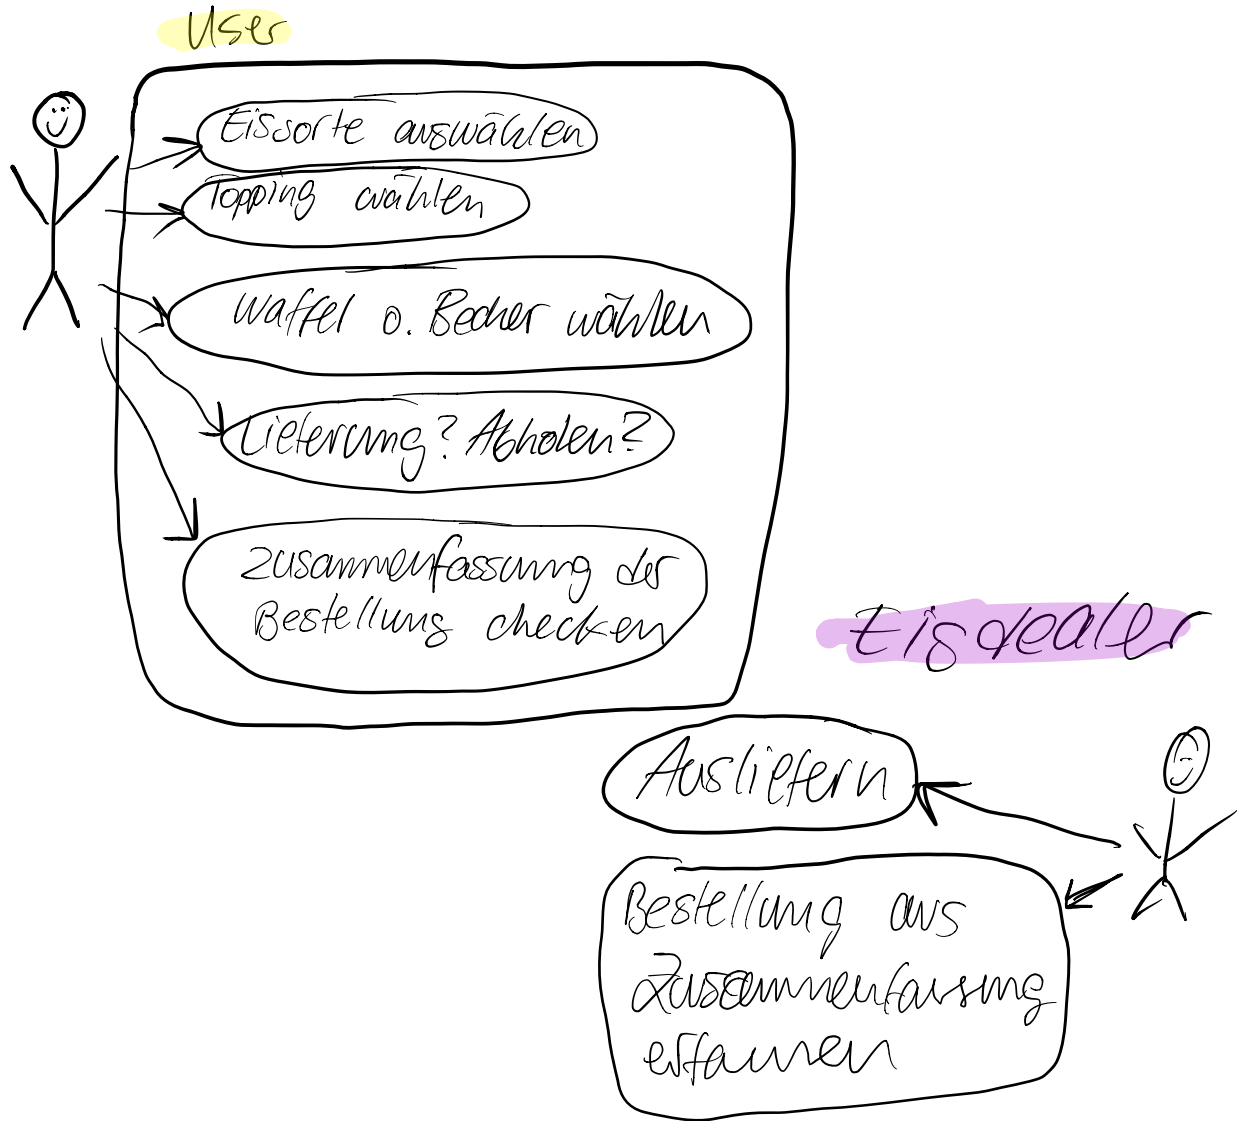 User
Eissorte auswählen
Topping wählen
Waffel o. Becher wählen
Lieferung? Abholen?
Zusammenfassung der
Bestellung checken
Eisdealer
Ausliefern
Bestellung aus
Zusammenfassung
erfahren